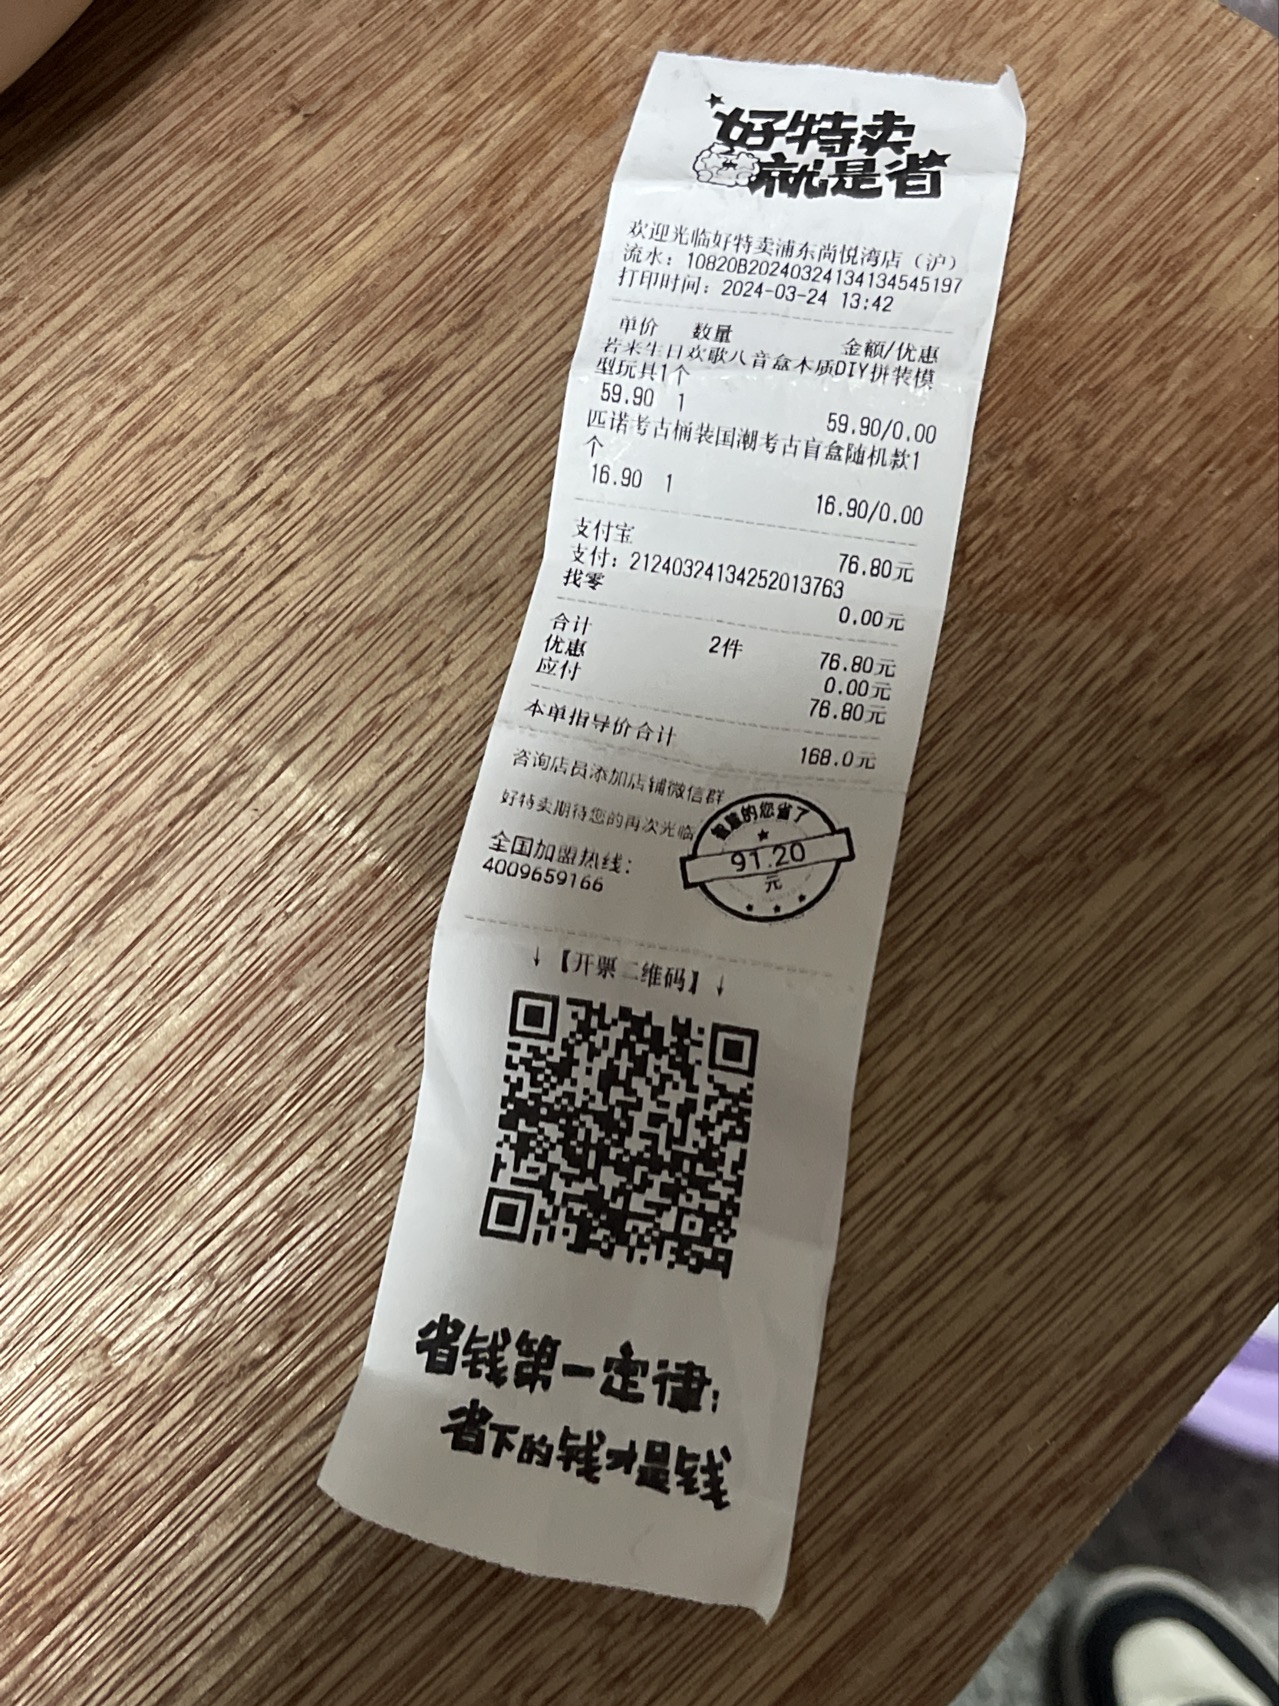 好特卖
就是省
欢迎光临好特卖浦东尚悦湾店（沪）
流水：10820B20240324134134545197
打印时间：2024-03-24 13:42
单价 数量 金额/优惠
若来生日欢歌八音盒木质DIY拼装模
型玩具1个
59.90 1 59.90/0.00
匹诺考古桶装国潮考古盲盒随机款1
个
16.90 1 16.90/0.00
支付宝 76.80元
支付：21240324134252013763
找零 0.00元
合计 2件 76.80元
优惠 0.00元
应付 76.80元
本单指导价合计 168.0元
咨询店员添加店铺微信群
好特卖期待您的再次光临
智慧的您省了
91.20
元
全国加盟热线：
4009659166
↓【开票二维码】↓
省钱第一定律：
省下的钱才是钱